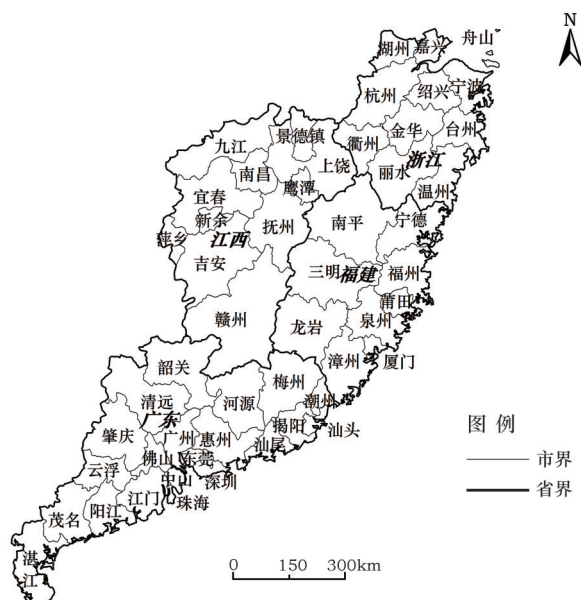 N
舟山
湖州
嘉兴
杭州
绍兴
宁波
金华
台州
衢州
浙江
丽水
温州
景德镇
九江
上饶
南昌
鹰潭
宜春
新余
抚州
萍乡
江西
吉安
赣州
南平
宁德
三明
福建
福州
莆田
龙岩
泉州
漳州
厦门
韶关
梅州
清远
河源
潮州
广东
揭阳
肇庆
广州
惠州
汕尾
汕头
佛山
东莞
云浮
中山
深圳
江门
珠海
阳江
茂名
湛
江
图 例
市界
省界
0 150 300km